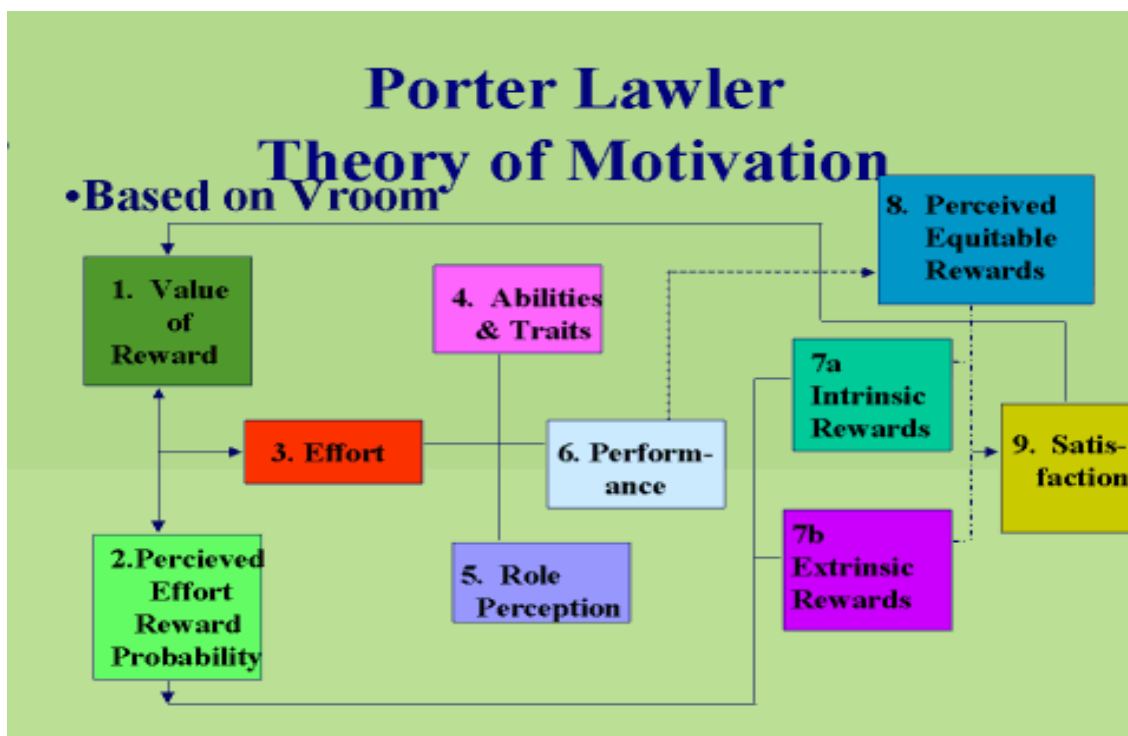 Porter Lawler
Theory of Motivation
•Based on Vroom
1. Value
of
Reward
2.Percieved
Effort
Reward
Probability
3. Effort
4. Abilities
& Traits
5. Role
Perception
6. Perform-
ance
7a
Intrinsic
Rewards
7b
Extrinsic
Rewards
8. Perceived
Equitable
Rewards
9. Satis-
faction